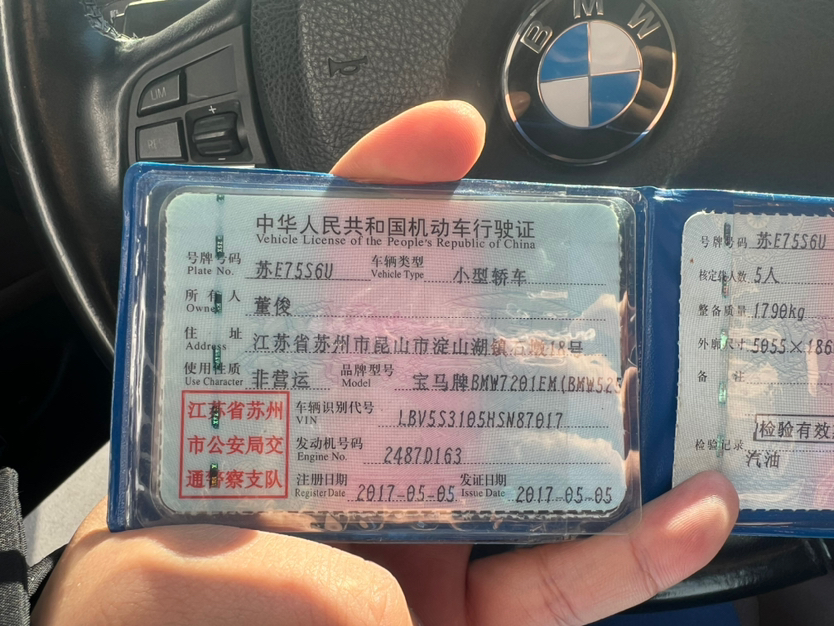 BMW
中华人民共和国机动车行驶证
Vehicle License of the People's Republic of China
号牌号码 Plate No. 苏E75S6U 车辆类型 Vehicle Type 小型轿车
所有人 Owner 董俊
住址 Address 江苏省苏州市昆山市淀山湖镇 18号
使用性质 Use Character 非营运 品牌型号 Model 宝马牌BMW7201EM(BMW525
江苏省苏州
市公安局交
通警察支队
车辆识别代号 VIN
发动机号码 Engine No. 2487D163
注册日期 Register Date 2017-05-05 发证日期 Issue Date 2017-05-05
号牌号码 苏E75S6U
核定载人数 5人
整备质量 1790kg
外廓尺寸 5055×186
备注
检验有效
检验记录
汽油